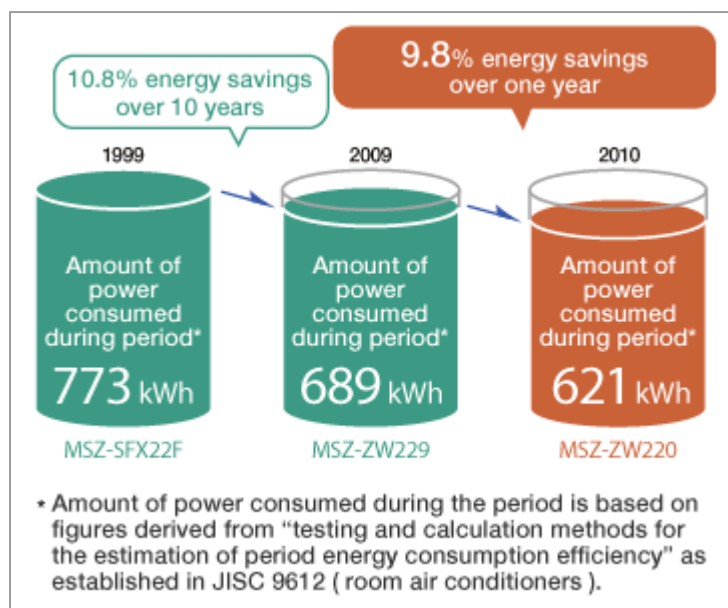 10.8% energy savings
over 10 years
9.8% energy savings
over one year
1999
2009
2010
Amount of
power
consumed
during period*
773 kWh
Amount of
power
consumed
during period*
689 kWh
Amount of
power
consumed
during period*
621 kWh
MSZ-SFX22F
MSZ-ZW229
MSZ-ZW220
* Amount of power consumed during the period is based on
figures derived from “testing and calculation methods for
the estimation of period energy consumption efficiency” as
established in JISC 9612 ( room air conditioners ).